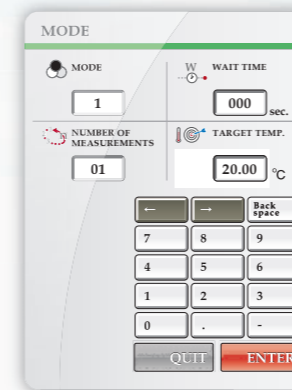 MODE
MODE
W WAIT TIME
1
000 sec.
NUMBER OF
MEASUREMENTS
TARGET TEMP.
01
20.00 °C
← → Back
space
7 8 9
4 5 6
1 2 3
0 . -
QUIT ENTER